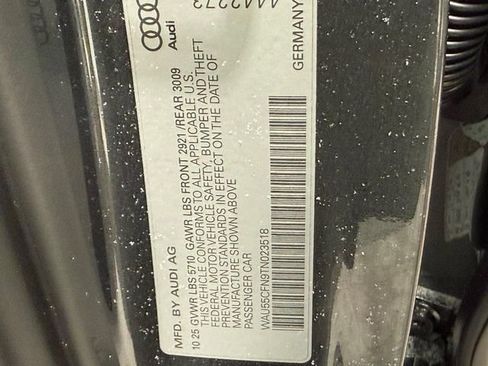 MFD. BY AUDI AG
10 25 GWWR LBS 5710 GAWR LBS FRONT 2921 / REAR 3009
THIS VEHICLE CONFORMS TO ALL APPLICABLE U.S.
FEDERAL MOTOR VEHICLE SAFETY, BUMPER AND THEFT
PREVENTION STANDARDS IN EFFECT ON THE DATE OF
MANUFACTURE SHOWN ABOVE
PASSENGER CAR
WAU55CFN9TN023518
Audi
GERMANY